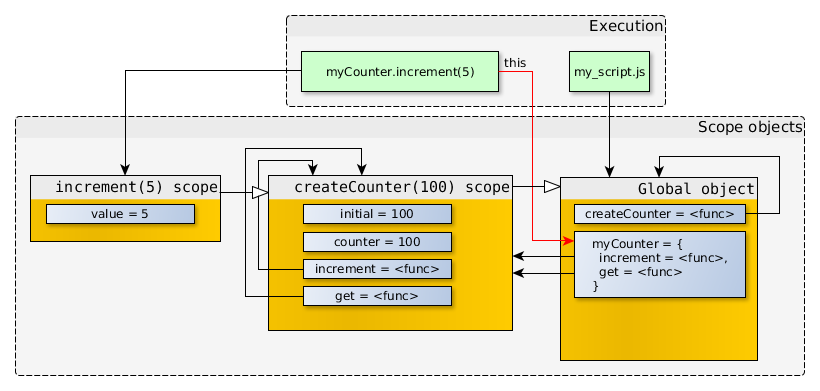 Execution
myCounter.increment(5)
this
my_script.js
Scope objects
increment(5) scope
value = 5
createCounter(100) scope
initial = 100
counter = 100
increment = <func>
get = <func>
Global object
createCounter = <func>
myCounter = {
increment = <func>,
get = <func>
}